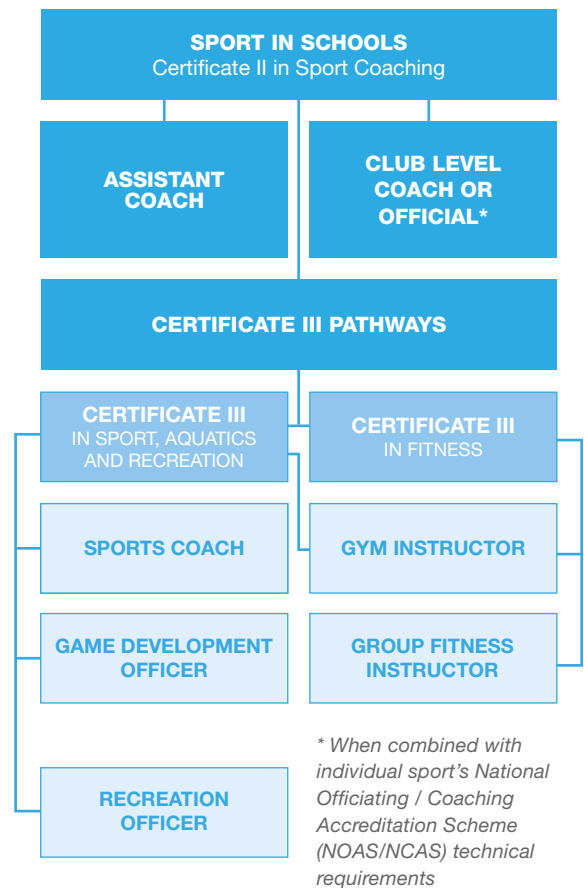 SPORT IN SCHOOLS
Certificate II in Sport Coaching
ASSISTANT
COACH
CLUB LEVEL
COACH OR
OFFICIAL*
CERTIFICATE III PATHWAYS
CERTIFICATE III
IN SPORT, AQUATICS
AND RECREATION
CERTIFICATE III
IN FITNESS
SPORTS COACH
GYM INSTRUCTOR
GAME DEVELOPMENT
OFFICER
GROUP FITNESS
INSTRUCTOR
RECREATION
OFFICER
* When combined with
individual sport's National
Officiating / Coaching
Accreditation Scheme
(NOAS/NCAS) technical
requirements